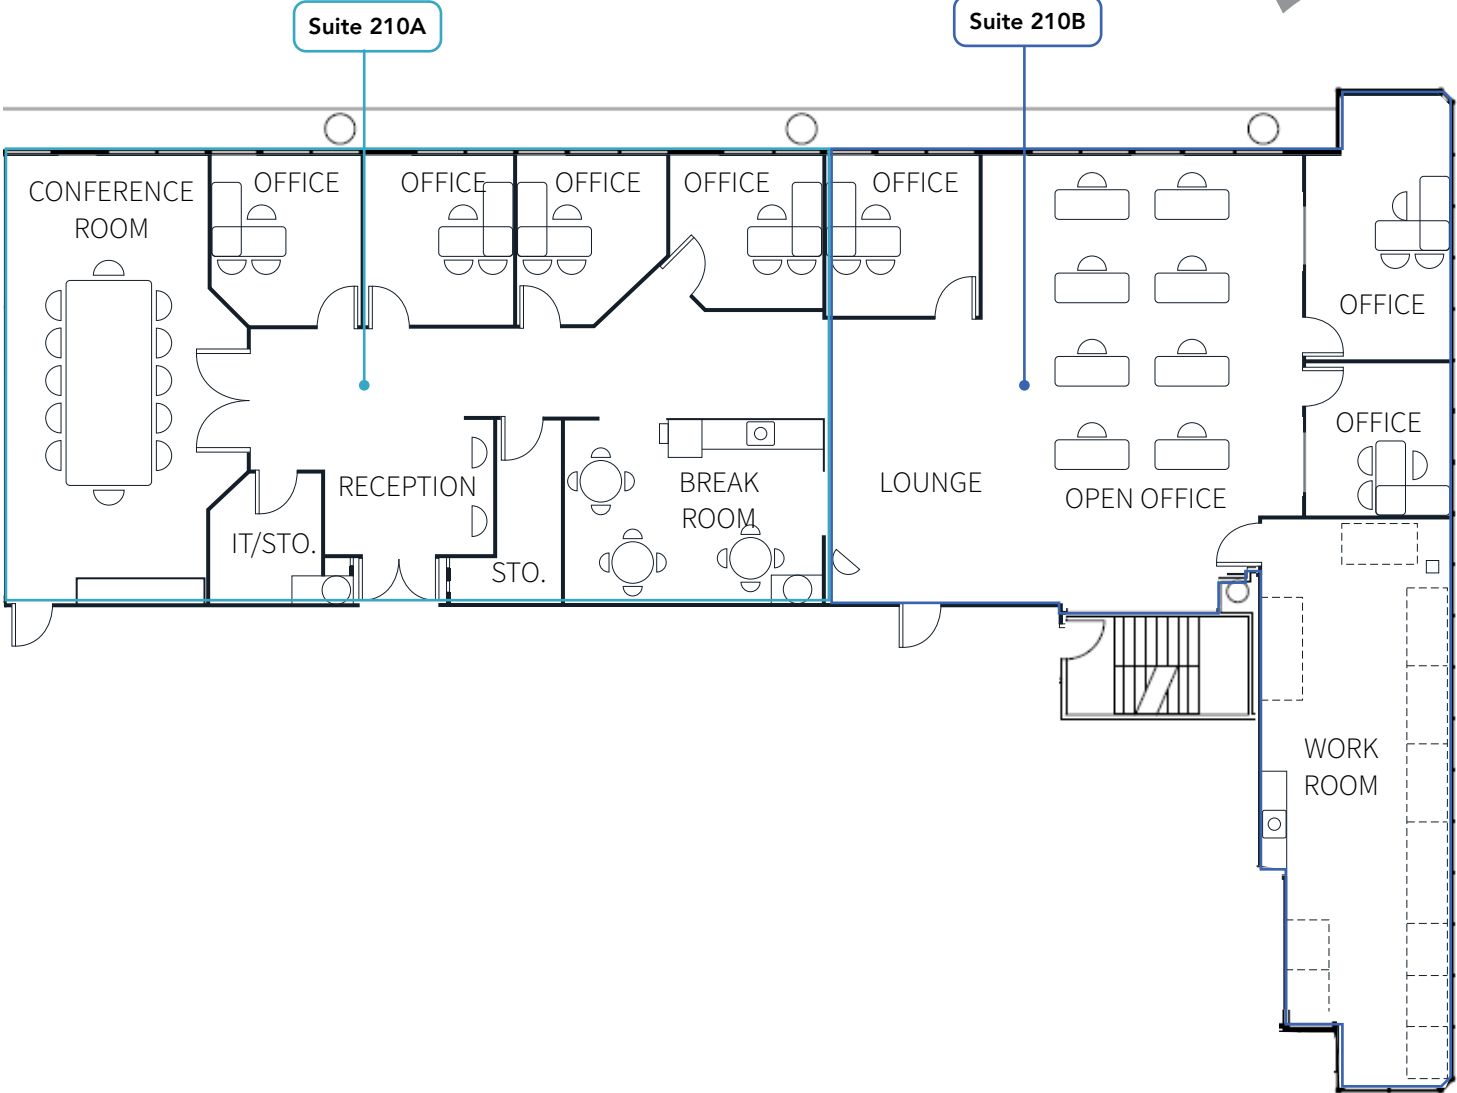 Suite 210A
Suite 210B
CONFERENCE
ROOM
OFFICE
OFFICE
OFFICE
OFFICE
OFFICE
OFFICE
OFFICE
RECEPTION
BREAK
ROOM
LOUNGE
OPEN OFFICE
IT/STO.
STO.
WORK
ROOM